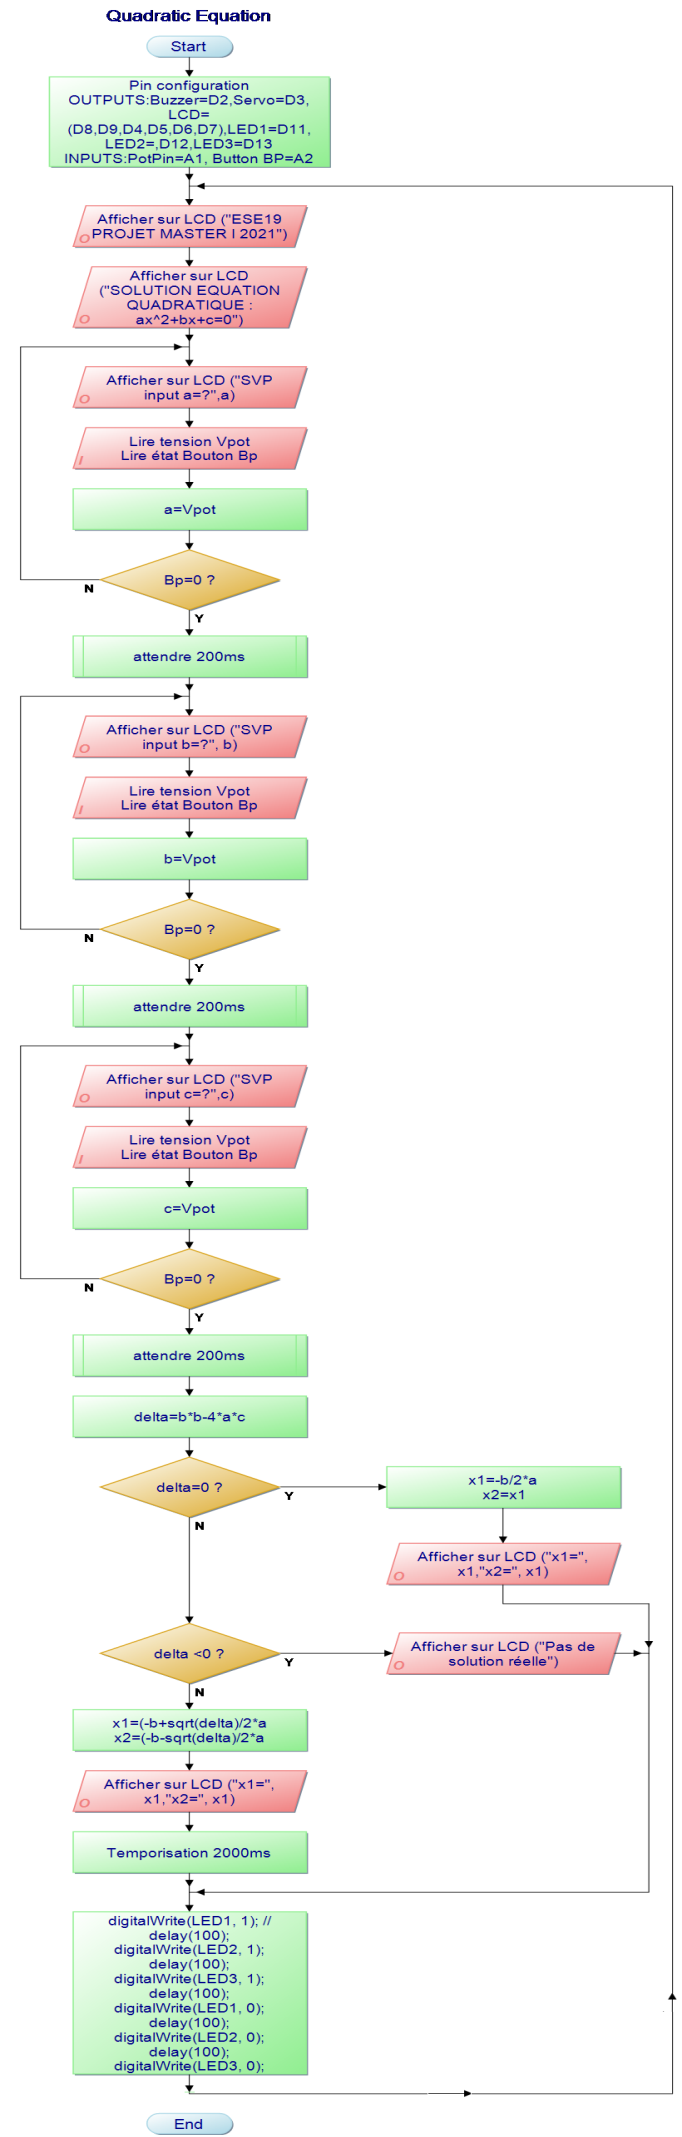 Quadratic Equation
Start
Pin configuration
OUTPUTS:Buzzer=D2,Servo=D3,
LCD=
(D8,D9,D4,D5,D6,D7),LED1=D11,
LED2=,D12,LED3=D13
INPUTS:PotPin=A1, Button BP=A2
Afficher sur LCD ("ESE19
PROJET MASTER I 2021")
O
Afficher sur LCD
("SOLUTION EQUATION
QUADRATIQUE :
ax^2+bx+c=0")
O
Afficher sur LCD ("SVP
input a=?",a)
O
Lire tension Vpot
Lire état Bouton Bp
I
a=Vpot
Bp=0 ?
N
Y
attendre 200ms
Afficher sur LCD ("SVP
input b=?", b)
O
Lire tension Vpot
Lire état Bouton Bp
I
b=Vpot
Bp=0 ?
N
Y
attendre 200ms
Afficher sur LCD ("SVP
input c=?",c)
O
Lire tension Vpot
Lire état Bouton Bp
I
c=Vpot
Bp=0 ?
N
Y
attendre 200ms
delta=b*b-4*a*c
delta=0 ?
Y
N
x1=-b/2*a
x2=x1
Afficher sur LCD ("x1=",
x1,"x2=", x1)
O
delta <0 ?
Y
N
Afficher sur LCD ("Pas de
solution réelle")
O
x1=(-b+sqrt(delta)/2*a
x2=(-b-sqrt(delta)/2*a
Afficher sur LCD ("x1=",
x1,"x2=", x1)
O
Temporisation 2000ms
digitalWrite(LED1, 1); //
delay(100);
digitalWrite(LED2, 1);
delay(100);
digitalWrite(LED3, 1);
delay(100);
digitalWrite(LED1, 0);
delay(100);
digitalWrite(LED2, 0);
delay(100);
digitalWrite(LED3, 0);
End